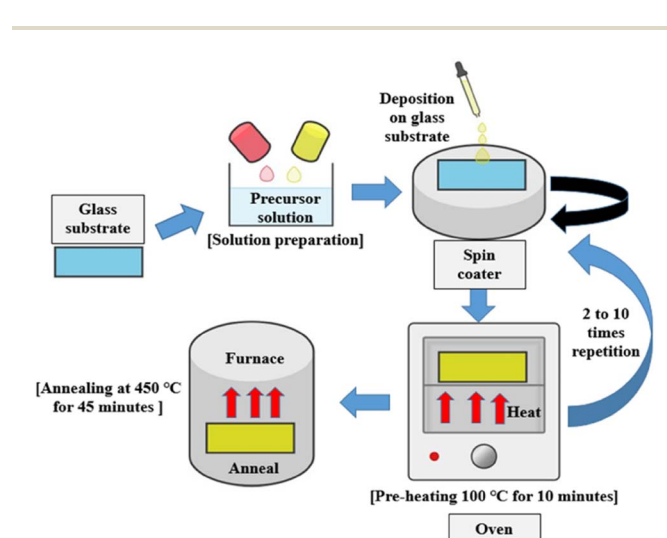 Glass
substrate
Precursor
solution
[Solution preparation]
Deposition
on glass
substrate
Spin
coater
2 to 10
times
repetition
Heat
[Pre-heating 100 °C for 10 minutes]
Oven
Furnace
Anneal
[Annealing at 450 °C
for 45 minutes ]